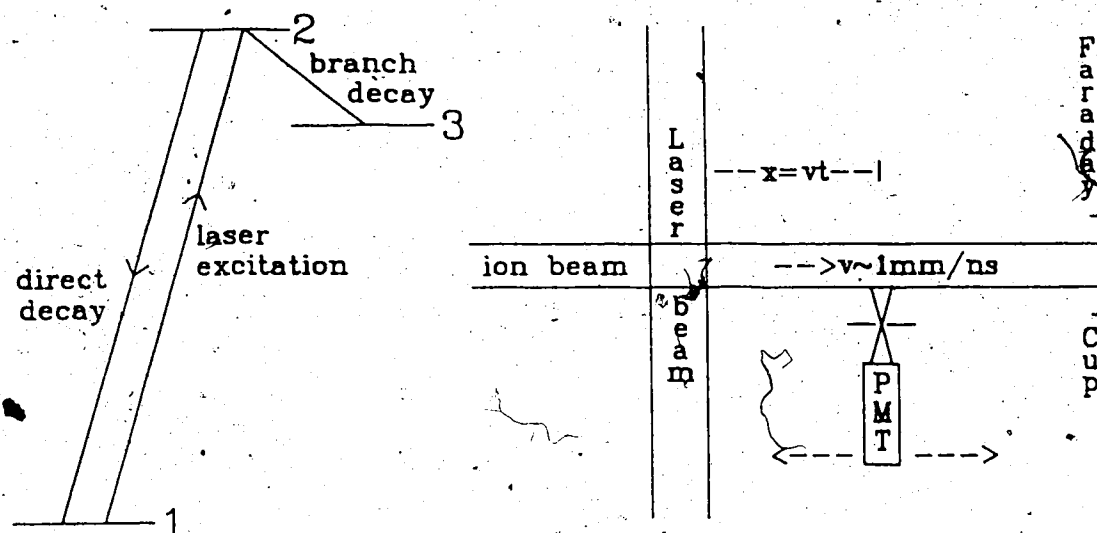 2
branch
decay
3
laser
excitation
direct
decay
1
Laser
beam
--x=vt--|
ion beam
-->v~1mm/ns
PMT
<---
--->
Faraday
Cup